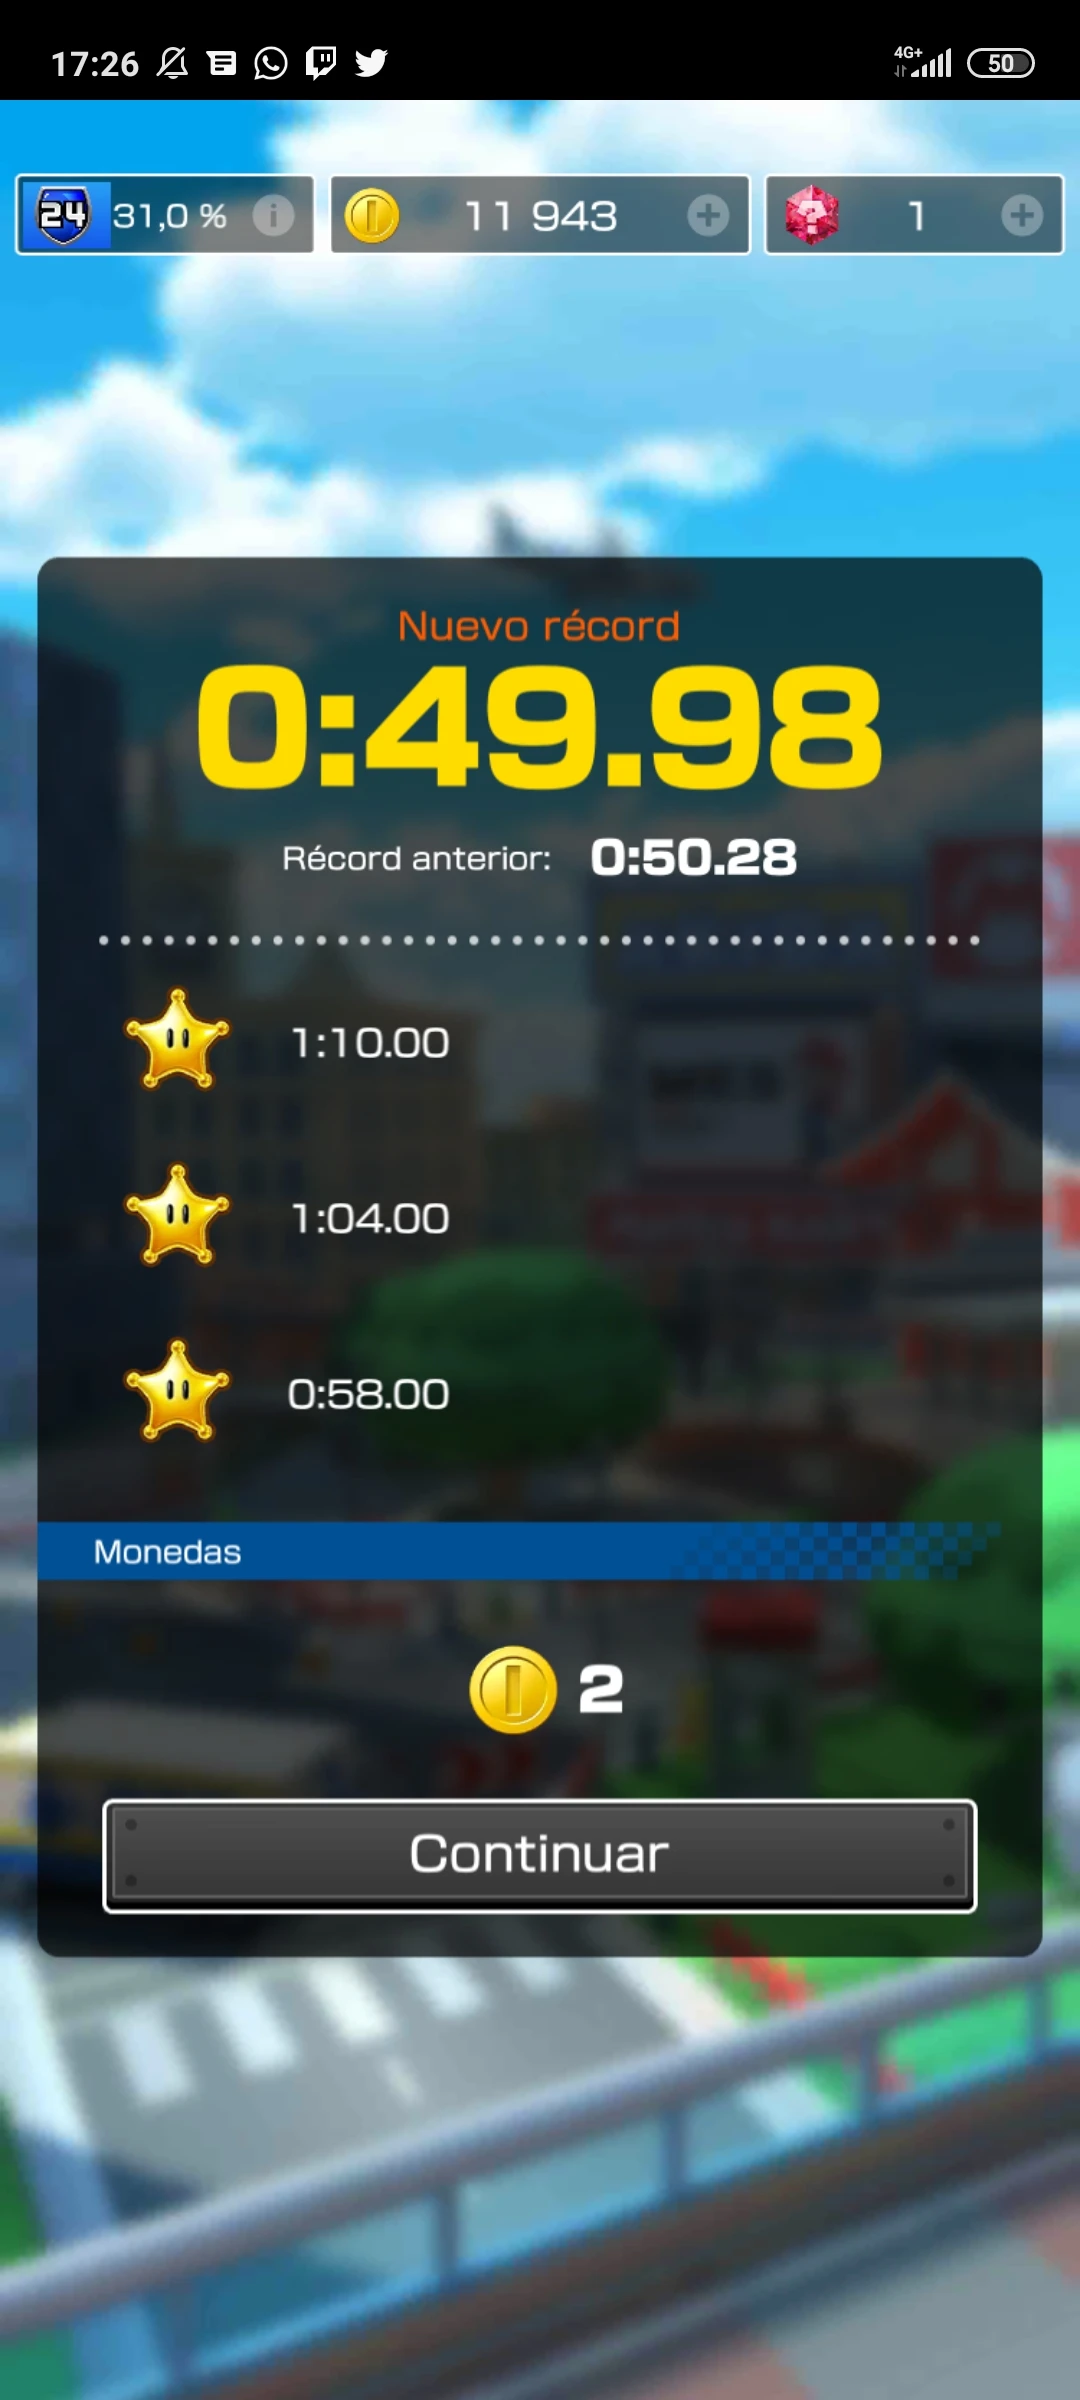 17:26 4G+ 50
24 31,0 % i 11 943 + 1 +
Nuevo récord
0:49.98
Récord anterior: 0:50.28
1:10.00
1:04.00
0:58.00
Monedas
2
Continuar